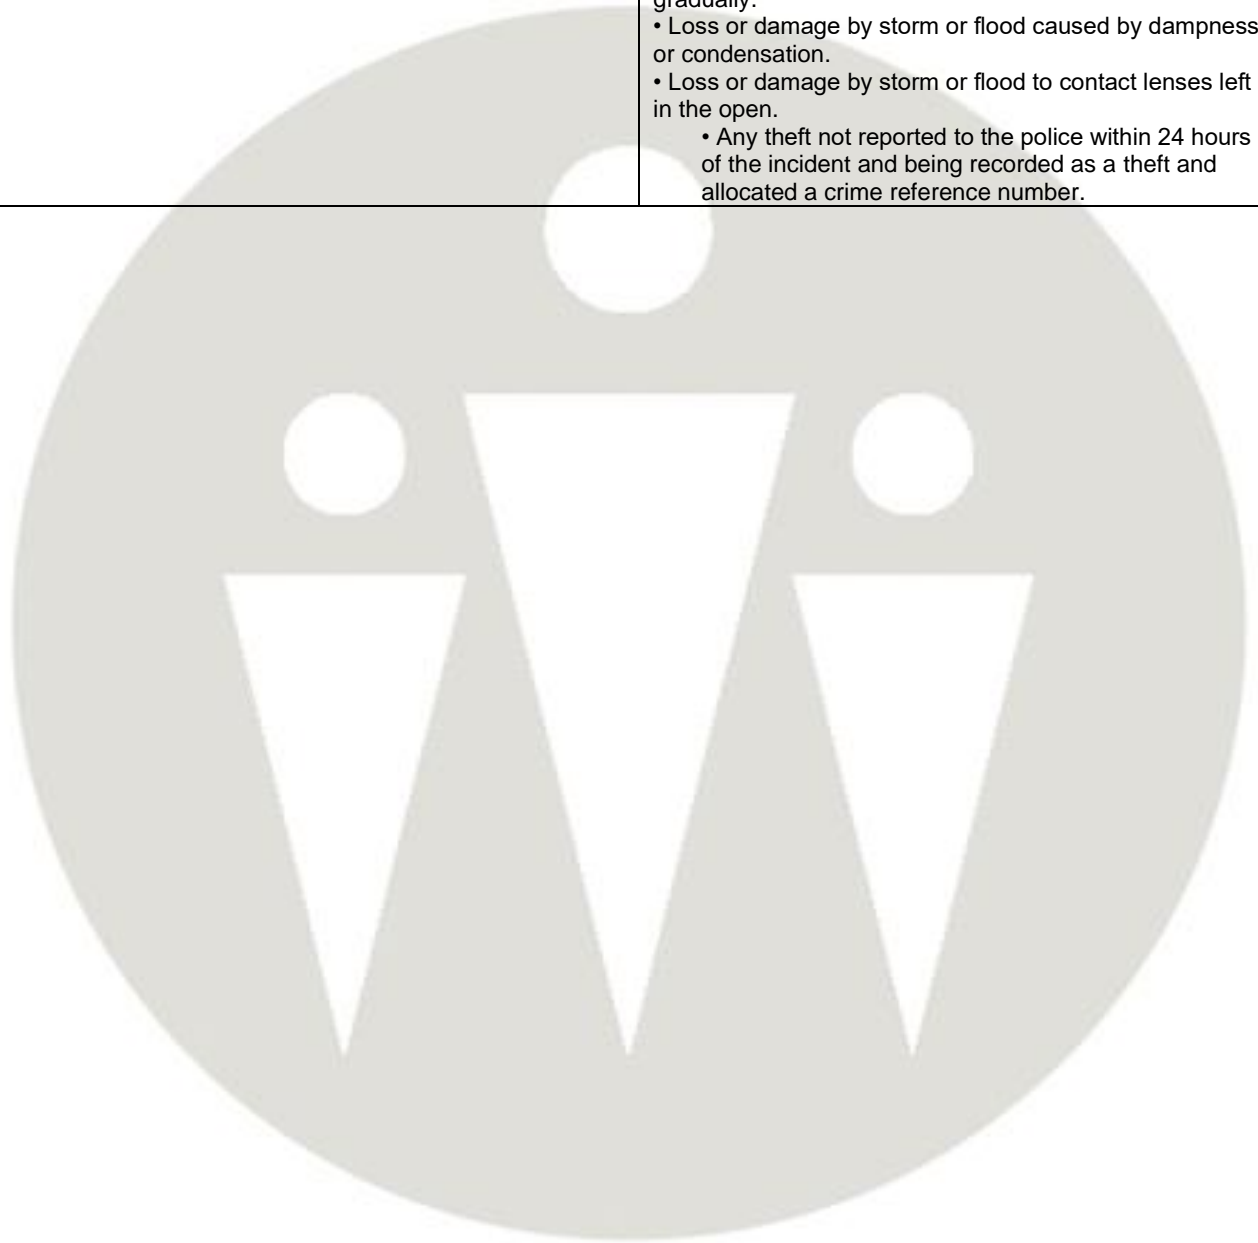 gradually.
• Loss or damage by storm or flood caused by dampness
or condensation.
• Loss or damage by storm or flood to contact lenses left
in the open.
• Any theft not reported to the police within 24 hours
of the incident and being recorded as a theft and
allocated a crime reference number.